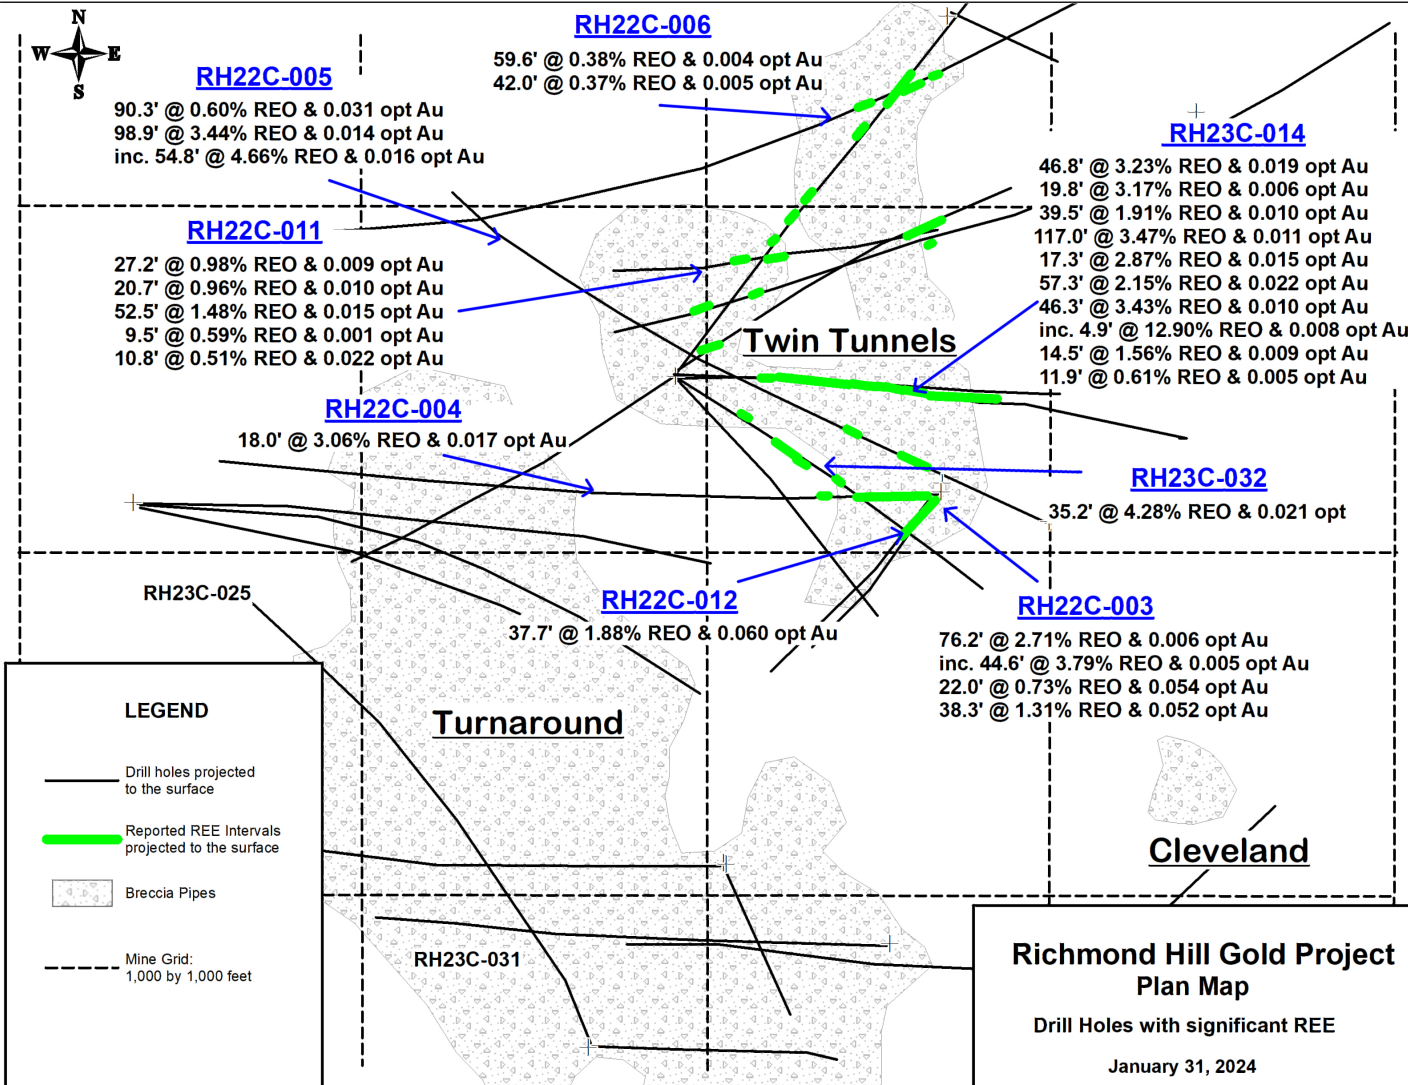 N
W E
S
RH22C-006
59.6' @ 0.38% REO & 0.004 opt Au
42.0' @ 0.37% REO & 0.005 opt Au
RH22C-005
90.3' @ 0.60% REO & 0.031 opt Au
98.9' @ 3.44% REO & 0.014 opt Au
inc. 54.8' @ 4.66% REO & 0.016 opt Au
RH23C-014
46.8' @ 3.23% REO & 0.019 opt Au
19.8' @ 3.17% REO & 0.006 opt Au
39.5' @ 1.91% REO & 0.010 opt Au
117.0' @ 3.47% REO & 0.011 opt Au
17.3' @ 2.87% REO & 0.015 opt Au
57.3' @ 2.15% REO & 0.022 opt Au
46.3' @ 3.43% REO & 0.010 opt Au
inc. 4.9' @ 12.90% REO & 0.008 opt Au
14.5' @ 1.56% REO & 0.009 opt Au
11.9' @ 0.61% REO & 0.005 opt Au
RH22C-011
27.2' @ 0.98% REO & 0.009 opt Au
20.7' @ 0.96% REO & 0.010 opt Au
52.5' @ 1.48% REO & 0.015 opt Au
9.5' @ 0.59% REO & 0.001 opt Au
10.8' @ 0.51% REO & 0.022 opt Au
Twin Tunnels
RH22C-004
18.0' @ 3.06% REO & 0.017 opt Au
RH23C-032
35.2' @ 4.28% REO & 0.021 opt
RH23C-025
RH22C-012
37.7' @ 1.88% REO & 0.060 opt Au
RH22C-003
76.2' @ 2.71% REO & 0.006 opt Au
inc. 44.6' @ 3.79% REO & 0.005 opt Au
22.0' @ 0.73% REO & 0.054 opt Au
38.3' @ 1.31% REO & 0.052 opt Au
Turnaround
Cleveland
RH23C-031
LEGEND
Drill holes projected
to the surface
Reported REE Intervals
projected to the surface
Breccia Pipes
Mine Grid:
1,000 by 1,000 feet
Richmond Hill Gold Project
Plan Map
Drill Holes with significant REE
January 31, 2024